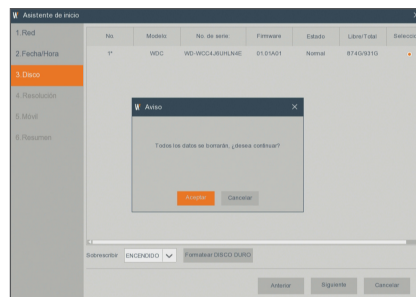 W Asistente de inicio
1. Red
2.Fecha/Hora
3. Disco
4. Resolución
5. Móvil
6. Resumen
No. Modelo No. de serie Firmware Estado Libre/Total Selecció
1* WDC WD-WCC4J6UHLN4E 01.01A01 Normal 874G/931G
W Aviso
Todos los datos se borrarán, ¿desea continuar?
Aceptar Cancelar
Sobrescribir ENCENDIDO Formatear DISCO DURO
Anterior Siguiente Cancelar